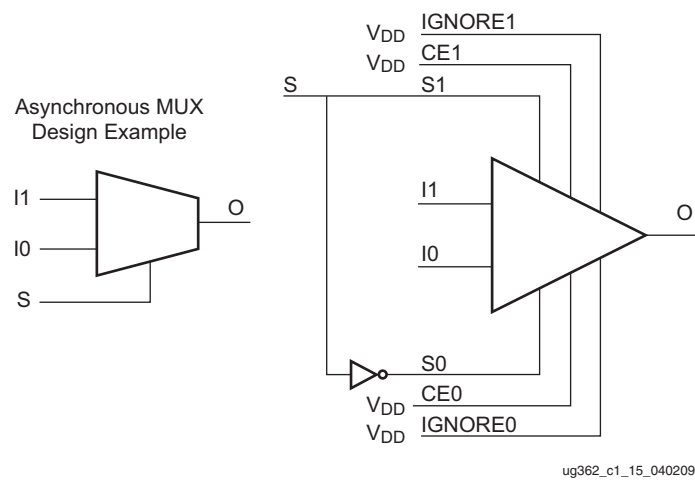 Asynchronous MUX
Design Example
I1
I0
S
O
S
VDD IGNORE1
VDD CE1
S1
I1
I0
O
S0
VDD CE0
VDD IGNORE0
ug362_c1_15_040209